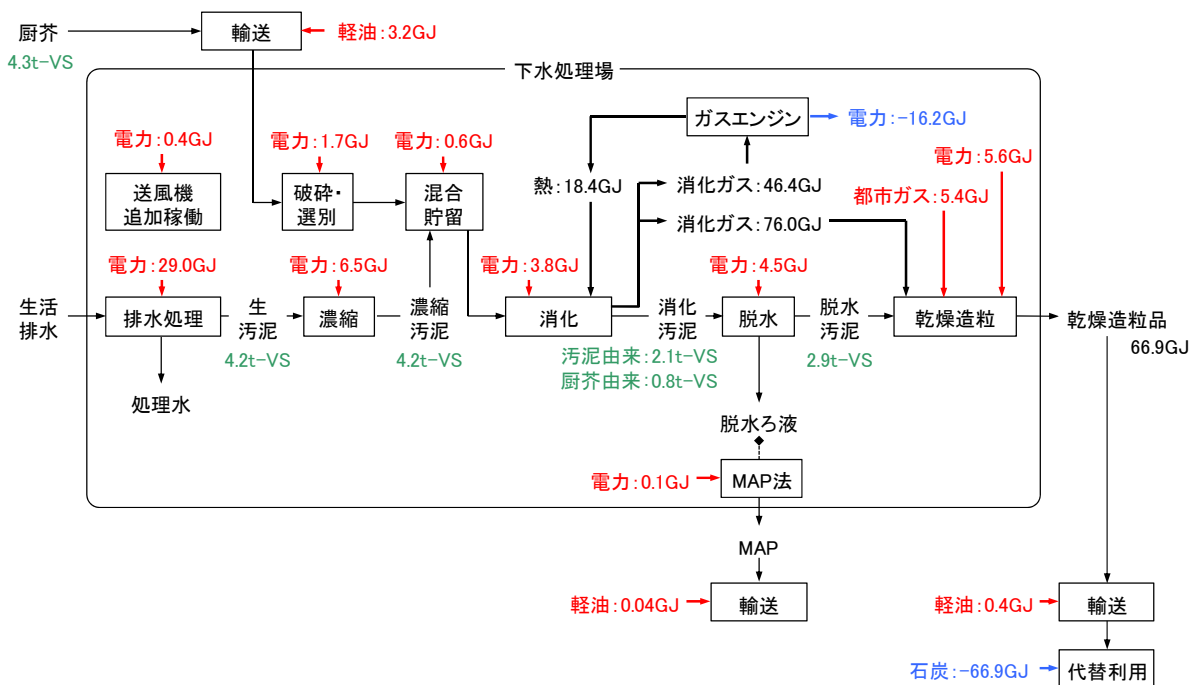 厨芥
4.3t-VS
輸送
軽油：3.2GJ
下水処理場
ガスエンジン
電力：-16.2GJ
電力：0.4GJ
電力：1.7GJ
電力：0.6GJ
電力：5.6GJ
送風機
追加稼働
破砕・
選別
混合
貯留
熱：18.4GJ
消化ガス：46.4GJ
都市ガス：5.4GJ
消化ガス：76.0GJ
電力：29.0GJ
電力：6.5GJ
電力：3.8GJ
電力：4.5GJ
生活
排水
排水処理
生
汚泥
4.2t-VS
濃縮
濃縮
汚泥
4.2t-VS
消化
消化
汚泥
汚泥由来：2.1t-VS
厨芥由来：0.8t-VS
脱水
脱水
汚泥
2.9t-VS
乾燥造粒
乾燥造粒品
66.9GJ
処理水
脱水ろ液
電力：0.1GJ
MAP法
MAP
軽油：0.04GJ
輸送
軽油：0.4GJ
輸送
石炭：-66.9GJ
代替利用